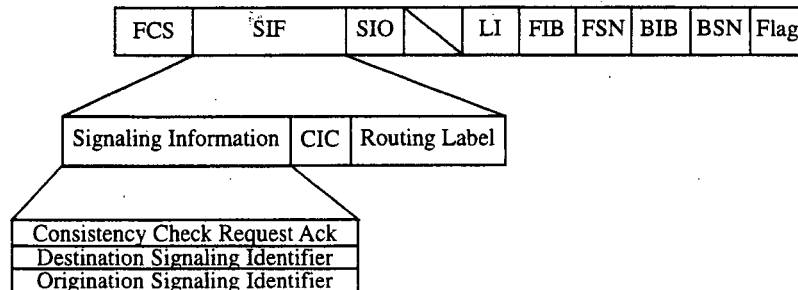 FCS SIF SIO LI FIB FSN BIB BSN Flag
Signaling Information CIC Routing Label
Consistency Check Request Ack
Destination Signaling Identifier
Origination Signaling Identifier